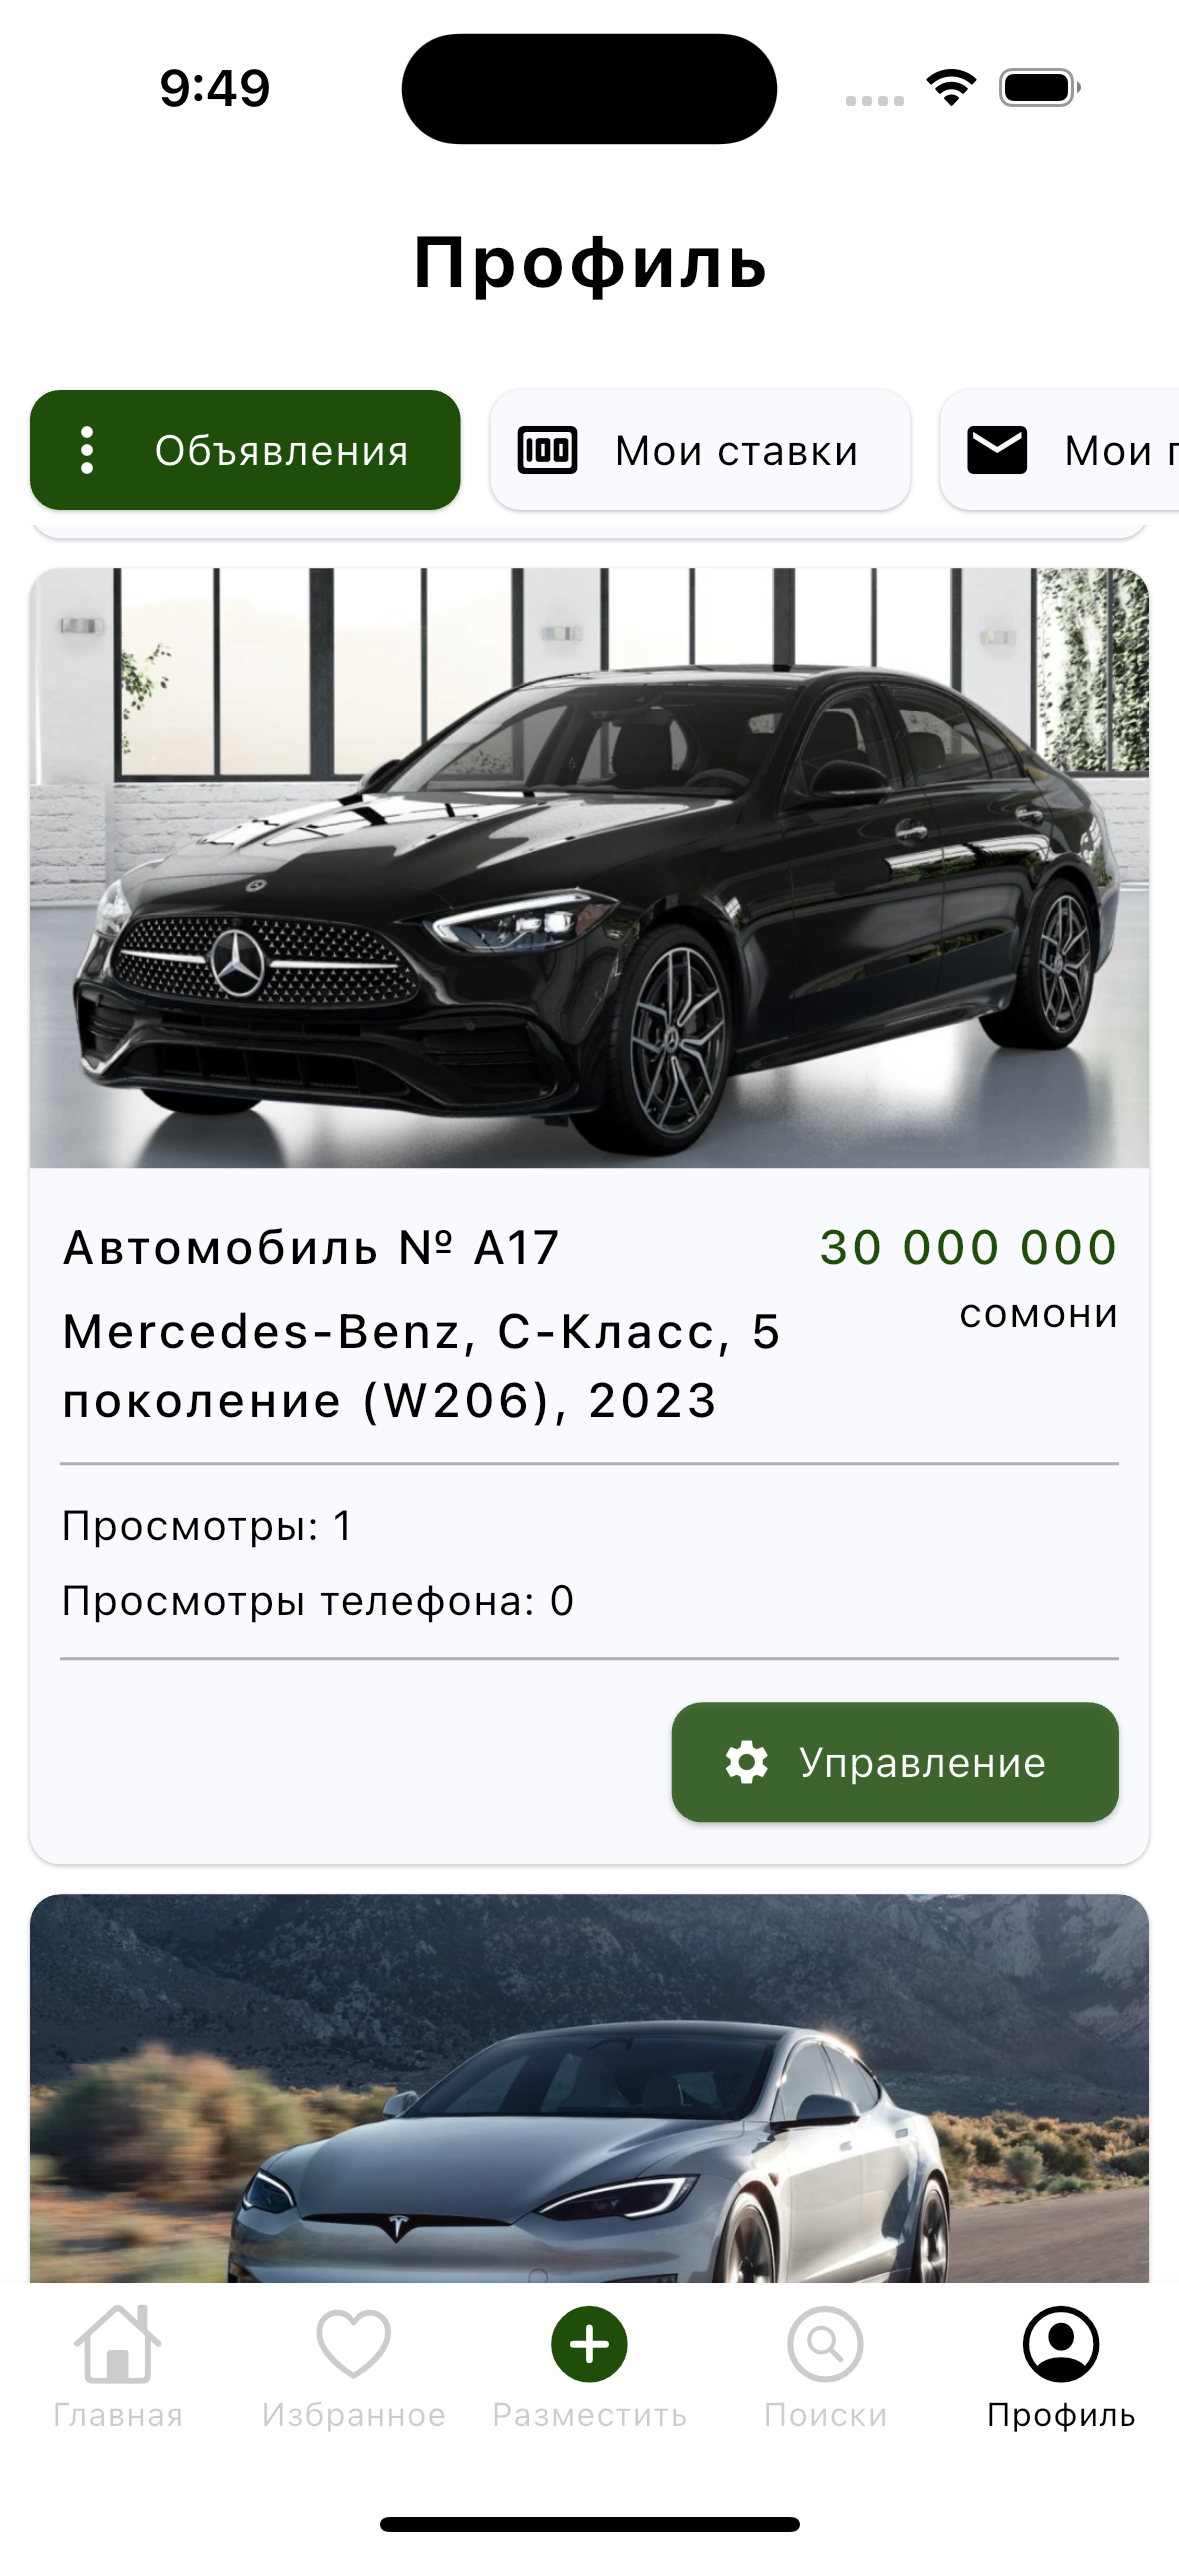 9:49
Профиль
Объявления
Мои ставки
Мои
Автомобиль № A17
30 000 000
сомони
Mercedes-Benz, C-Класс, 5
поколение (W206), 2023
Просмотры: 1
Просмотры телефона: 0
Управление
Главная
Избранное
Разместить
Поиски
Профиль